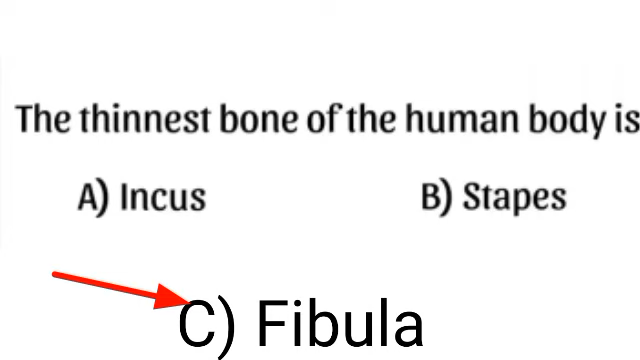 The thinnest bone of the human body is
A) Incus B) Stapes
C) Fibula